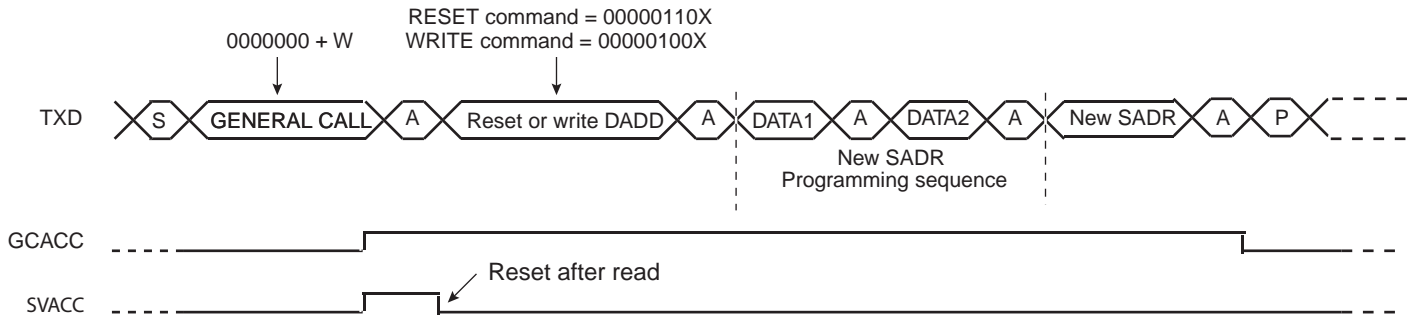 RESET command = 00000110X
0000000 + W
WRITE command = 00000100X
TXD
S
GENERAL CALL
A
Reset or write DADD
A
DATA1
A
DATA2
A
New SADR
A
P
New SADR
Programming sequence
GCACC
Reset after read
SVACC